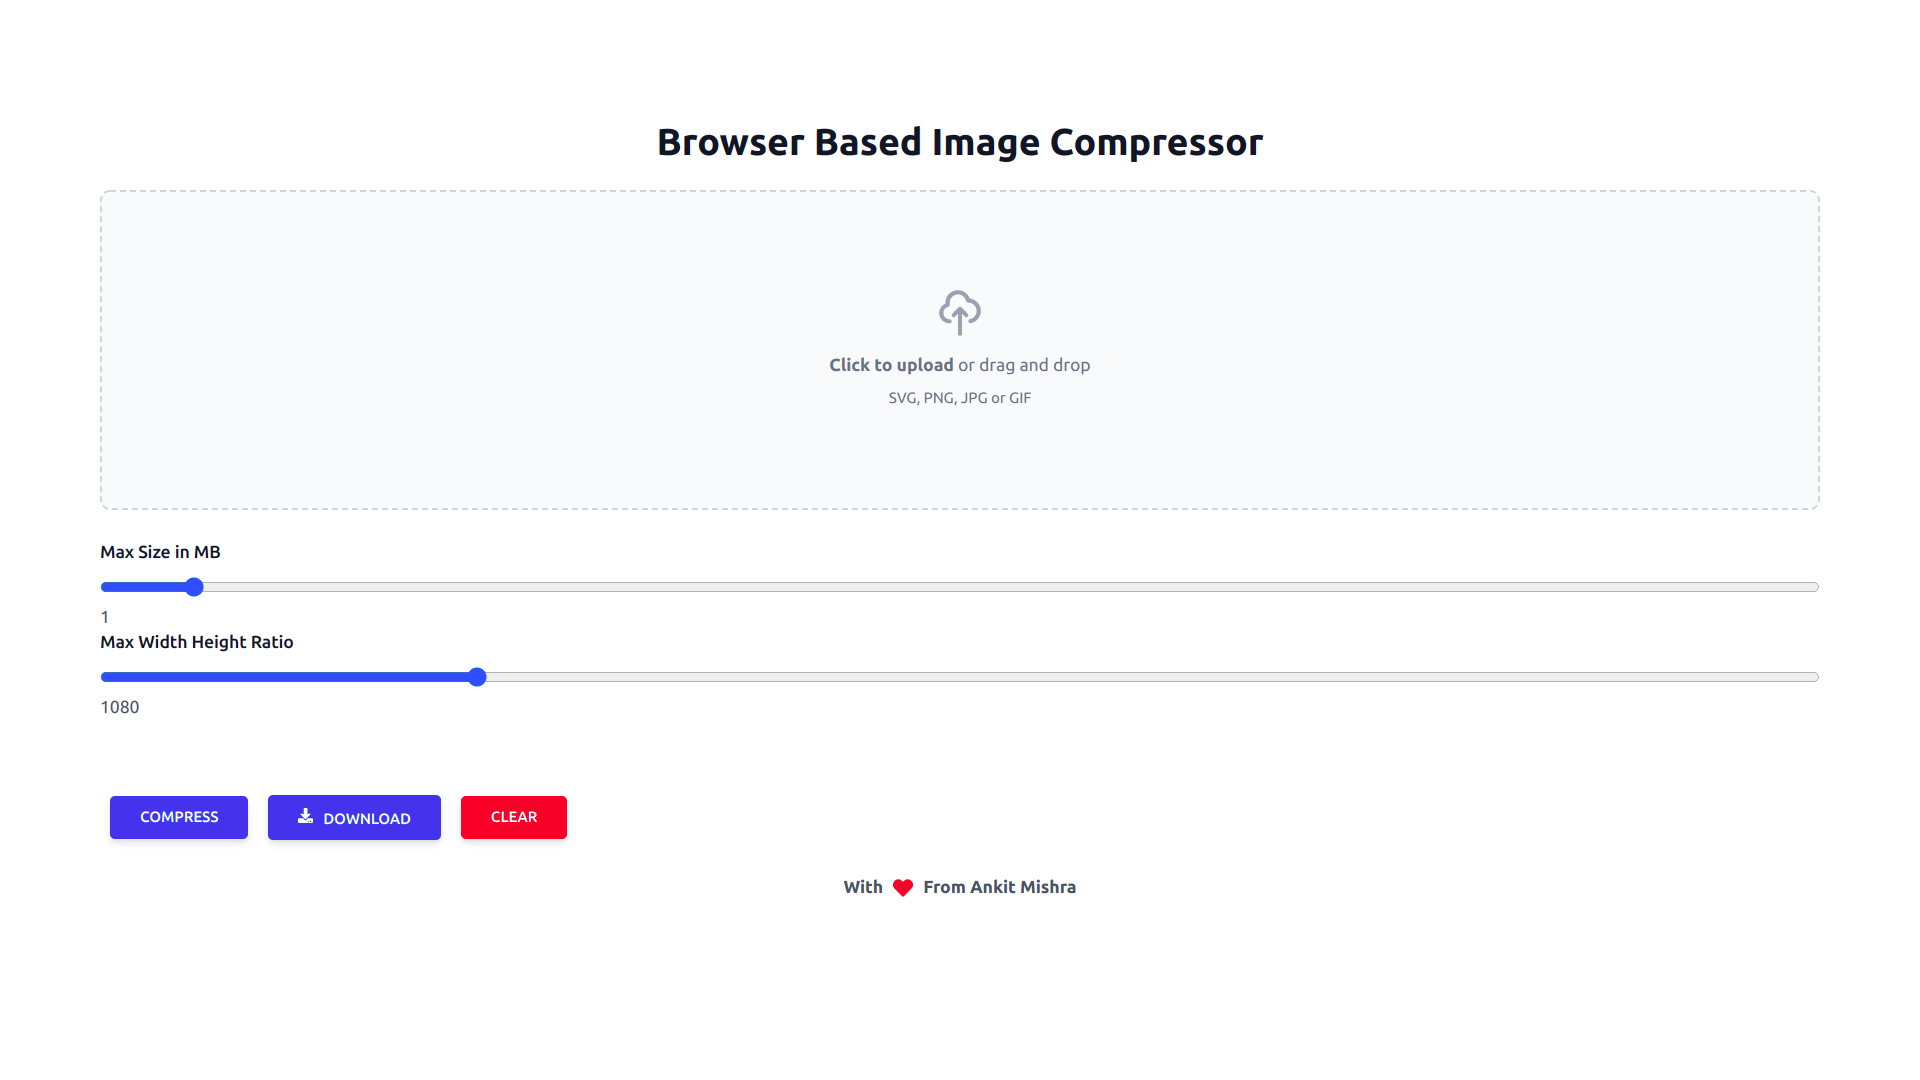 Browser Based Image Compressor
Click to upload or drag and drop
SVG, PNG, JPG or GIF
Max Size in MB
1
Max Width Height Ratio
1080
COMPRESS DOWNLOAD CLEAR
With From Ankit Mishra